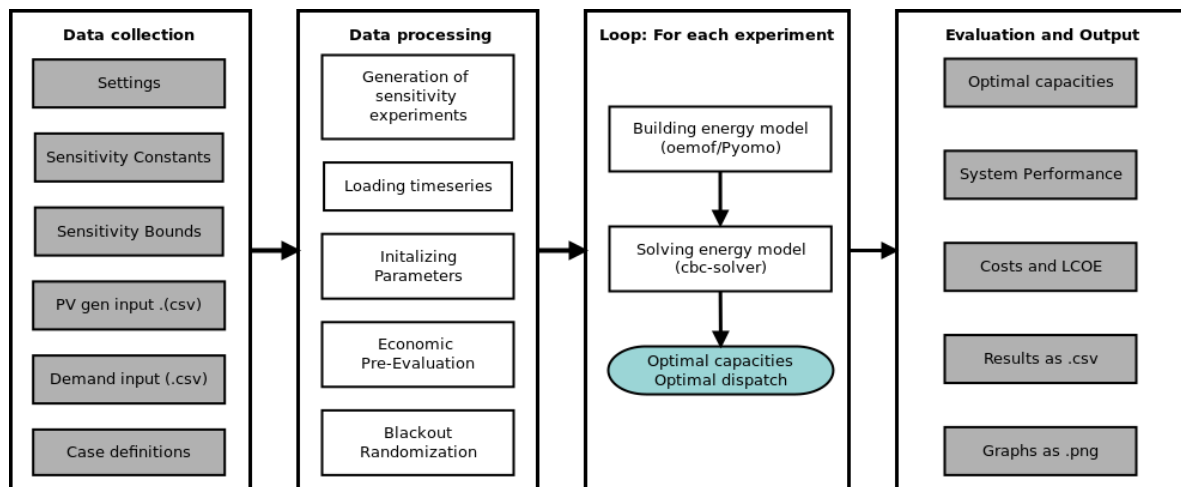 Data collection
Settings
Sensitivity Constants
Sensitivity Bounds
PV gen input .(csv)
Demand input (.csv)
Case definitions
Data processing
Generation of
sensitivity
experiments
Loading timeseries
Initalizing
Parameters
Economic
Pre-Evaluation
Blackout
Randomization
Loop: For each experiment
Building energy model
(oemof/Pyomo)
Solving energy model
(cbc-solver)
Optimal capacities
Optimal dispatch
Evaluation and Output
Optimal capacities
System Performance
Costs and LCOE
Results as .csv
Graphs as .png